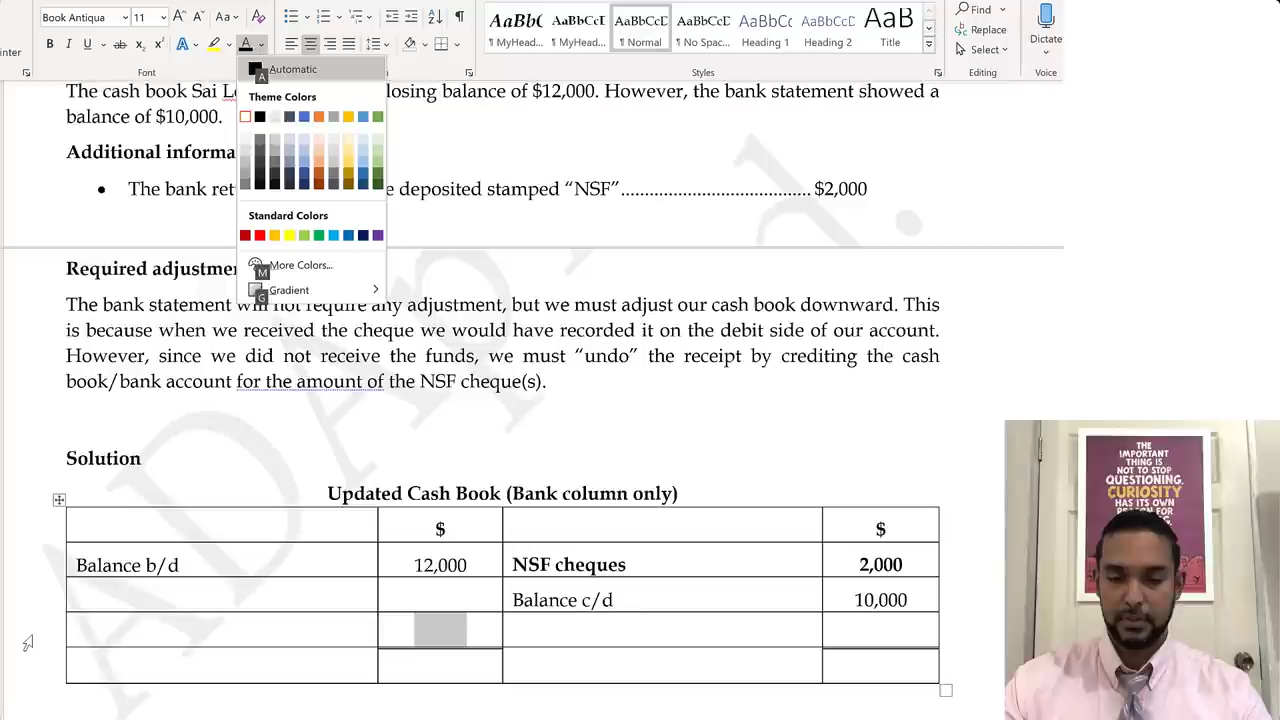 Book Antiqua 11 A A Aa A
AaBbC AaBbCcI AaBbCcD AaBbCcDc AaBbC AaBbCcD AaB
Find
B I U ab x₂ x² A A
¶MyHead... ¶MyHead... ¶Normal ¶No Spac... Heading 1 Heading 2 Title
Replace
Select
Dictate
inter
Font
Styles
Editing
Voice
Automatic
A
Theme Colors
Standard Colors
More Colors...
M
Gradient
G
The cash book Sai L losing balance of $12,000. However, the bank statement showed a
balance of $10,000.
Additional informa
• The bank ret e deposited stamped “NSF”..................................... $2,000
Required adjustme
The bank statement will not require any adjustment, but we must adjust our cash book downward. This
is because when we received the cheque we would have recorded it on the debit side of our account.
However, since we did not receive the funds, we must “undo” the receipt by crediting the cash
book/bank account for the amount of the NSF cheque(s).
Solution
Updated Cash Book (Bank column only)
$ $
Balance b/d 12,000 NSF cheques 2,000
Balance c/d 10,000
THE
IMPORTANT
THING IS
NOT TO STOP
QUESTIONING.
CURIOSITY
HAS ITS OWN